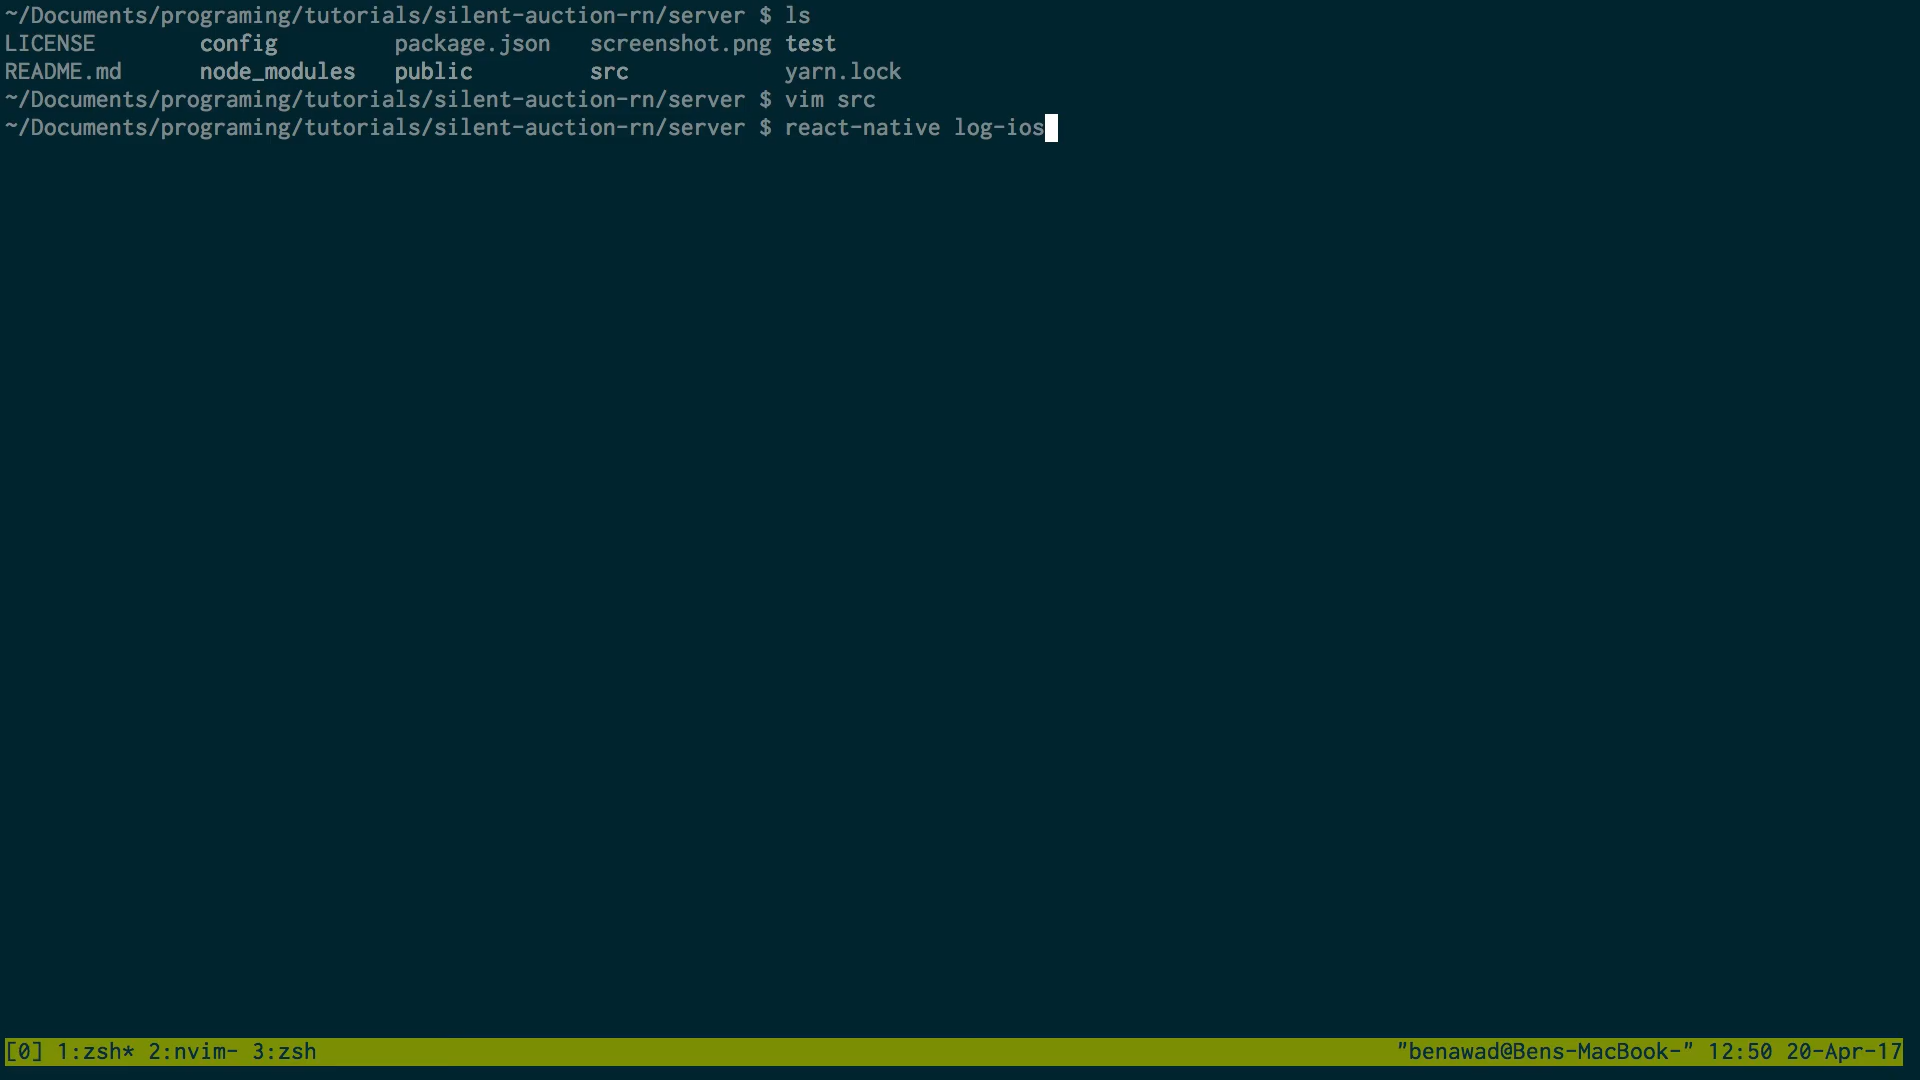 ~/Documents/programing/tutorials/silent-auction-rn/server $ ls
LICENSE config package.json screenshot.png test
README.md node_modules public src yarn.lock
~/Documents/programing/tutorials/silent-auction-rn/server $ vim src
~/Documents/programing/tutorials/silent-auction-rn/server $ react-native log-ios
[0] 1:zsh* 2:nvim- 3:zsh "benawad@Bens-MacBook-" 12:50 20-Apr-17